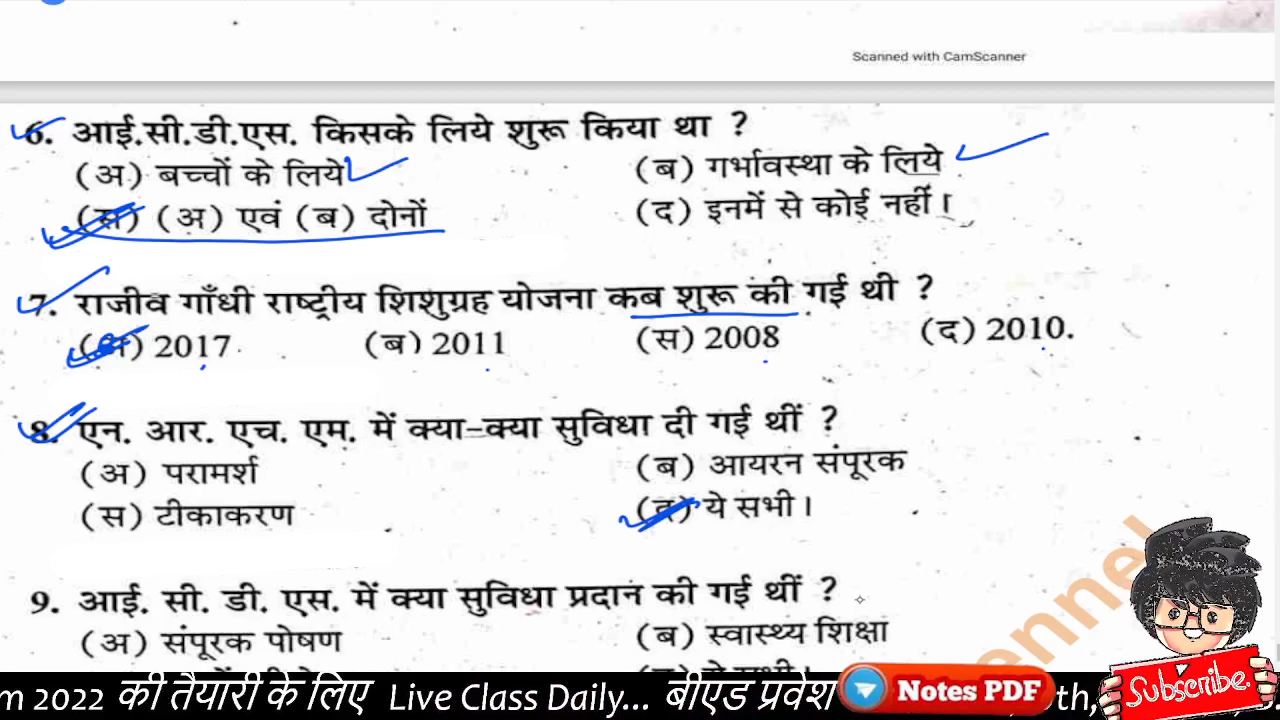 Scanned with CamScanner
6. आई.सी.डी.एस. किसके लिये शुरू किया था ?
(अ) बच्चों के लिये (ब) गर्भावस्था के लिये
(स) (अ) एवं (ब) दोनों (द) इनमें से कोई नहीं।
7. राजीव गाँधी राष्ट्रीय शिशुग्रह योजना कब शुरू की गई थी ?
(अ) 2017 (ब) 2011 (स) 2008 (द) 2010.
8. एन. आर. एच. एम. में क्या-क्या सुविधा दी गई थीं ?
(अ) परामर्श (ब) आयरन संपूरक
(स) टीकाकरण (द) ये सभी।
9. आई. सी. डी. एस. में क्या सुविधा प्रदान की गई थीं ?
(अ) संपूरक पोषण (ब) स्वास्थ्य शिक्षा
m 2022 की तैयारी के लिए Live Class Daily... बीएड प्रवेश
Notes PDF
Subscribe.